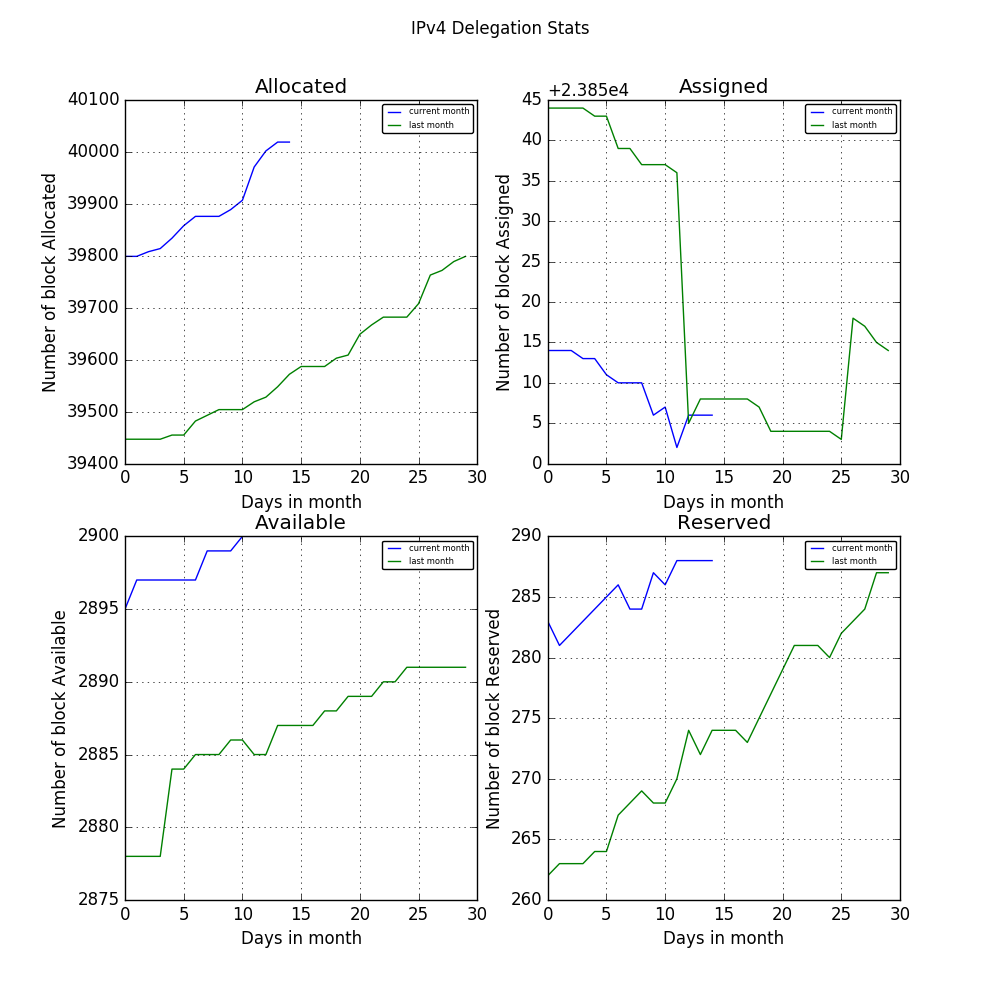 IPv4 Delegation Stats
Allocated
40100
40000
39900
39800
39700
39600
39500
39400
Number of block Allocated
current month
last month
0 5 10 15 20 25 30
Days in month
+2.385e4
Assigned
45
40
35
30
25
20
15
10
5
0
Number of block Assigned
current month
last month
0 5 10 15 20 25 30
Days in month
Available
2900
2895
2890
2885
2880
2875
Number of block Available
current month
last month
0 5 10 15 20 25 30
Days in month
Reserved
290
285
280
275
270
265
260
Number of block Reserved
current month
last month
0 5 10 15 20 25 30
Days in month